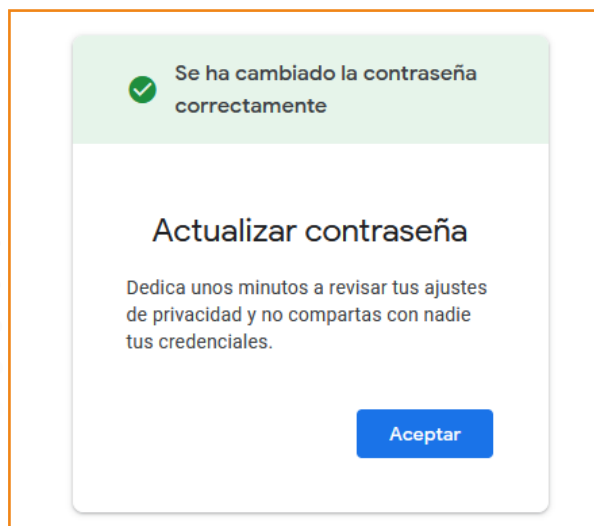 Se ha cambiado la contraseña
correctamente
Actualizar contraseña
Dedica unos minutos a revisar tus ajustes
de privacidad y no compartas con nadie
tus credenciales.
Aceptar